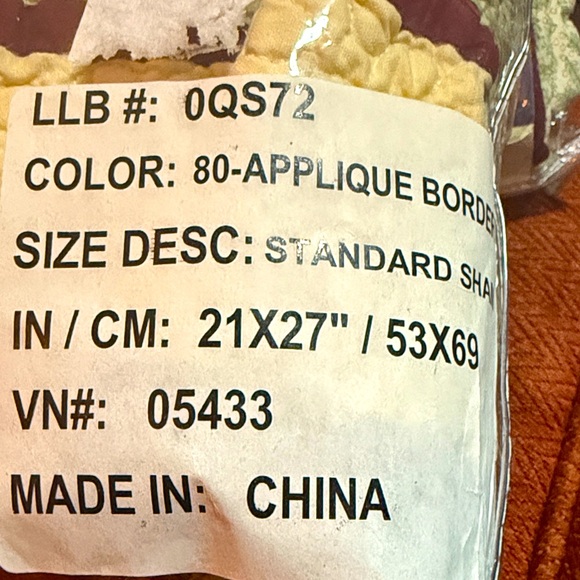 LLB #: 0QS72
COLOR: 80-APPLIQUE BORDE
SIZE DESC: STANDARD SHA
IN / CM: 21X27" / 53X69
VN#: 05433
MADE IN: CHINA